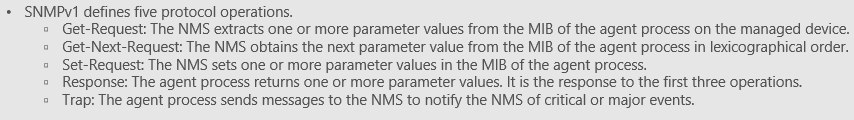 • SNMPv1 defines five protocol operations.
▫ Get-Request: The NMS extracts one or more parameter values from the MIB of the agent process on the managed device.
▫ Get-Next-Request: The NMS obtains the next parameter value from the MIB of the agent process in lexicographical order.
▫ Set-Request: The NMS sets one or more parameter values in the MIB of the agent process.
▫ Response: The agent process returns one or more parameter values. It is the response to the first three operations.
▫ Trap: The agent process sends messages to the NMS to notify the NMS of critical or major events.